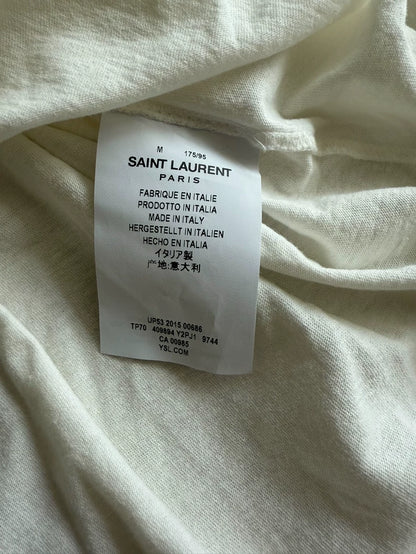 M 175/95
SAINT LAURENT
PARIS
FABRIQUE EN ITALIE
PRODOTTO IN ITALIA
MADE IN ITALY
HERGESTELLT IN ITALIEN
HECHO EN ITALIA
イタリア製
产地:意大利
UP53 2015 00686
TP70 409894 Y2PJ1 9744
CA 00985
YSL.COM